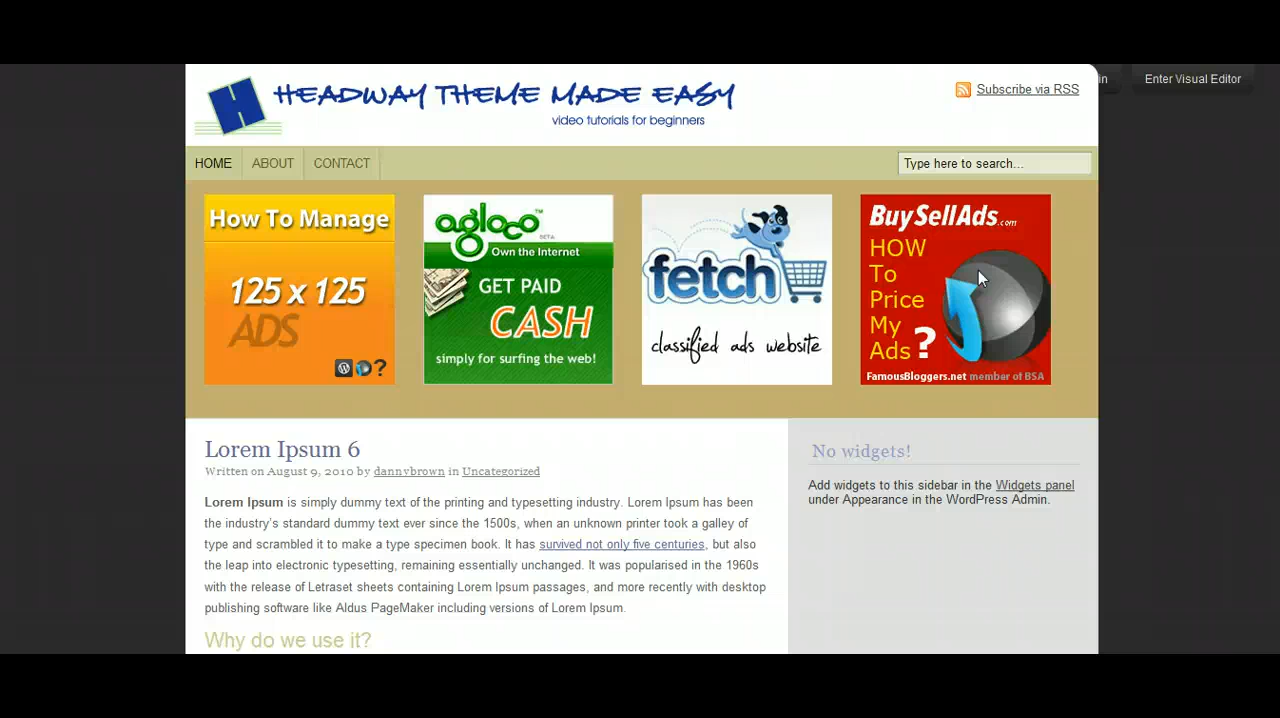 HEADWAY THEME MADE EASY
video tutorials for beginners
Subscribe via RSS
in
Enter Visual Editor
HOME
ABOUT
CONTACT
Type here to search...
How To Manage
125 x 125
ADS
?
agloco™
BETA
Own the Internet
GET PAID
CASH
simply for surfing the web!
fetch
classified ads website
BuySellAds.com
HOW
To
Price
My
Ads?
FamousBloggers.net member of BSA
Lorem Ipsum 6
Written on August 9, 2010 by dannybrown in Uncategorized
Lorem Ipsum is simply dummy text of the printing and typesetting industry. Lorem Ipsum has been
the industry's standard dummy text ever since the 1500s, when an unknown printer took a galley of
type and scrambled it to make a type specimen book. It has survived not only five centuries, but also
the leap into electronic typesetting, remaining essentially unchanged. It was popularised in the 1960s
with the release of Letraset sheets containing Lorem Ipsum passages, and more recently with desktop
publishing software like Aldus PageMaker including versions of Lorem Ipsum.
Why do we use it?
No widgets!
Add widgets to this sidebar in the Widgets panel
under Appearance in the WordPress Admin.